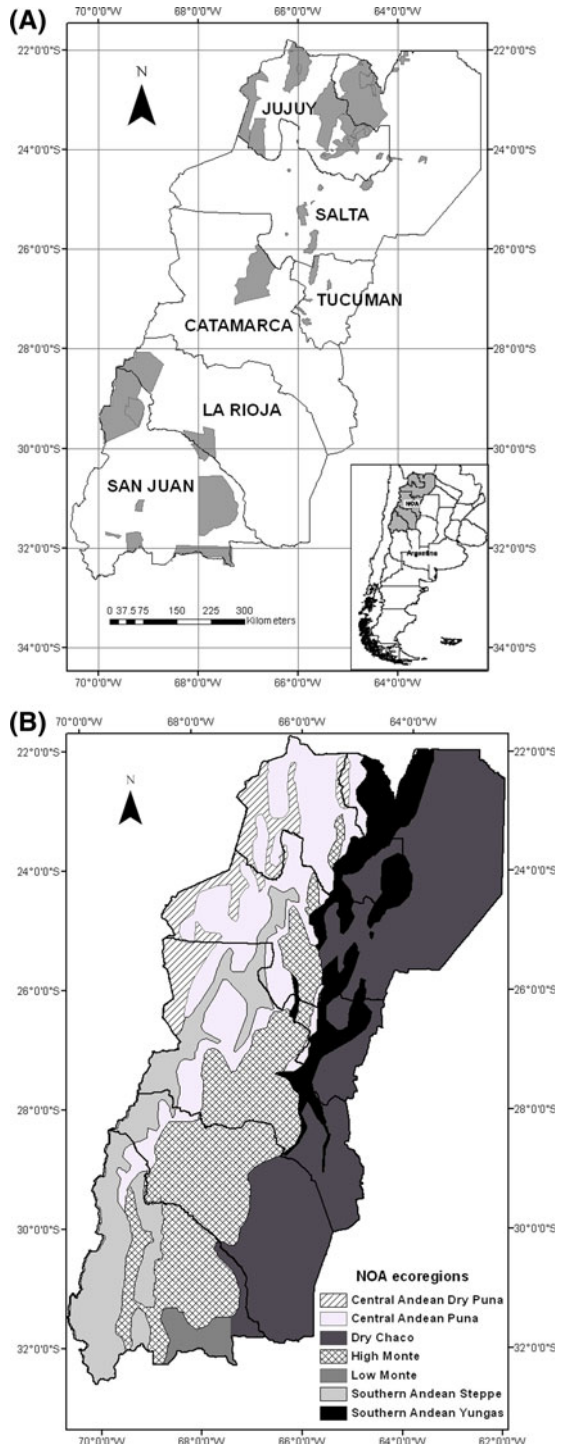 (A)
70°0'0"W 68°0'0"W 66°0'0"W 64°0'0"W
22°0'0"S
24°0'0"S
26°0'0"S
28°0'0"S
30°0'0"S
32°0'0"S
34°0'0"S
22°0'0"S
24°0'0"S
26°0'0"S
28°0'0"S
30°0'0"S
32°0'0"S
34°0'0"S
N
JUJUY
SALTA
TUCUMAN
CATAMARCA
LA RIOJA
SAN JUAN
NOA
Argentina
0 37.5 75 150 225 300
Kilometers
70°0'0"W 68°0'0"W 66°0'0"W 64°0'0"W
(B)
70°0'0"W 68°0'0"W 66°0'0"W 64°0'0"W
22°0'0"S
24°0'0"S
26°0'0"S
28°0'0"S
30°0'0"S
32°0'0"S
22°0'0"S
24°0'0"S
26°0'0"S
28°0'0"S
30°0'0"S
32°0'0"S
N
NOA ecoregions
Central Andean Dry Puna
Central Andean Puna
Dry Chaco
High Monte
Low Monte
Southern Andean Steppe
Southern Andean Yungas
70°0'0"W 68°0'0"W 66°0'0"W 64°0'0"W 62°0'0"W